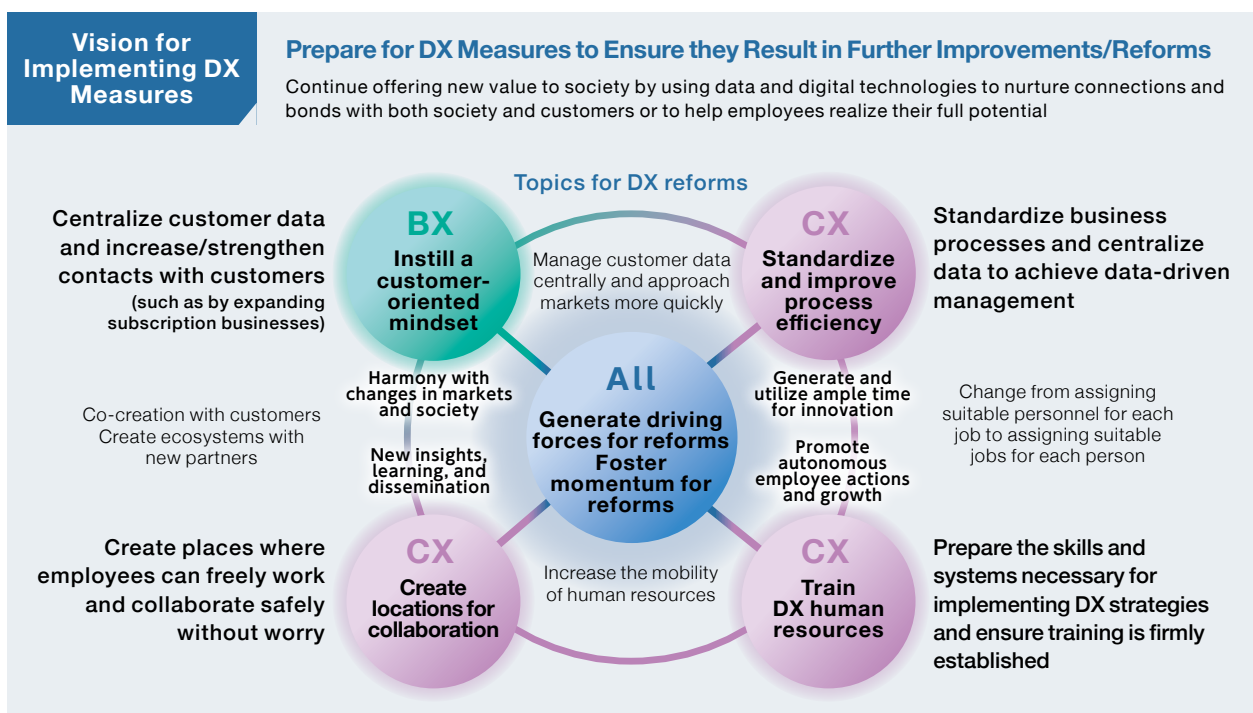 Vision for
Implementing DX
Measures
Prepare for DX Measures to Ensure they Result in Further Improvements/Reforms
Continue offering new value to society by using data and digital technologies to nurture connections and
bonds with both society and customers or to help employees realize their full potential
Topics for DX reforms
Centralize customer data
and increase/strengthen
contacts with customers
(such as by expanding
subscription businesses)
BX
Instill a
customer-
oriented
mindset
Manage customer data
centrally and approach
markets more quickly
CX
Standardize
and improve
process
efficiency
Standardize business
processes and centralize
data to achieve data-driven
management
Co-creation with customers
Create ecosystems with
new partners
Harmony with
changes in markets
and society
New insights,
learning, and
dissemination
All
Generate driving
forces for reforms
Foster
momentum for
reforms
Generate and
utilize ample time
for innovation
Promote
autonomous
employee actions
and growth
Change from assigning
suitable personnel for each
job to assigning suitable
jobs for each person
Create places where
employees can freely work
and collaborate safely
without worry
CX
Create
locations for
collaboration
Increase the mobility
of human resources
CX
Train
DX human
resources
Prepare the skills and
systems necessary for
implementing DX strategies
and ensure training is firmly
established